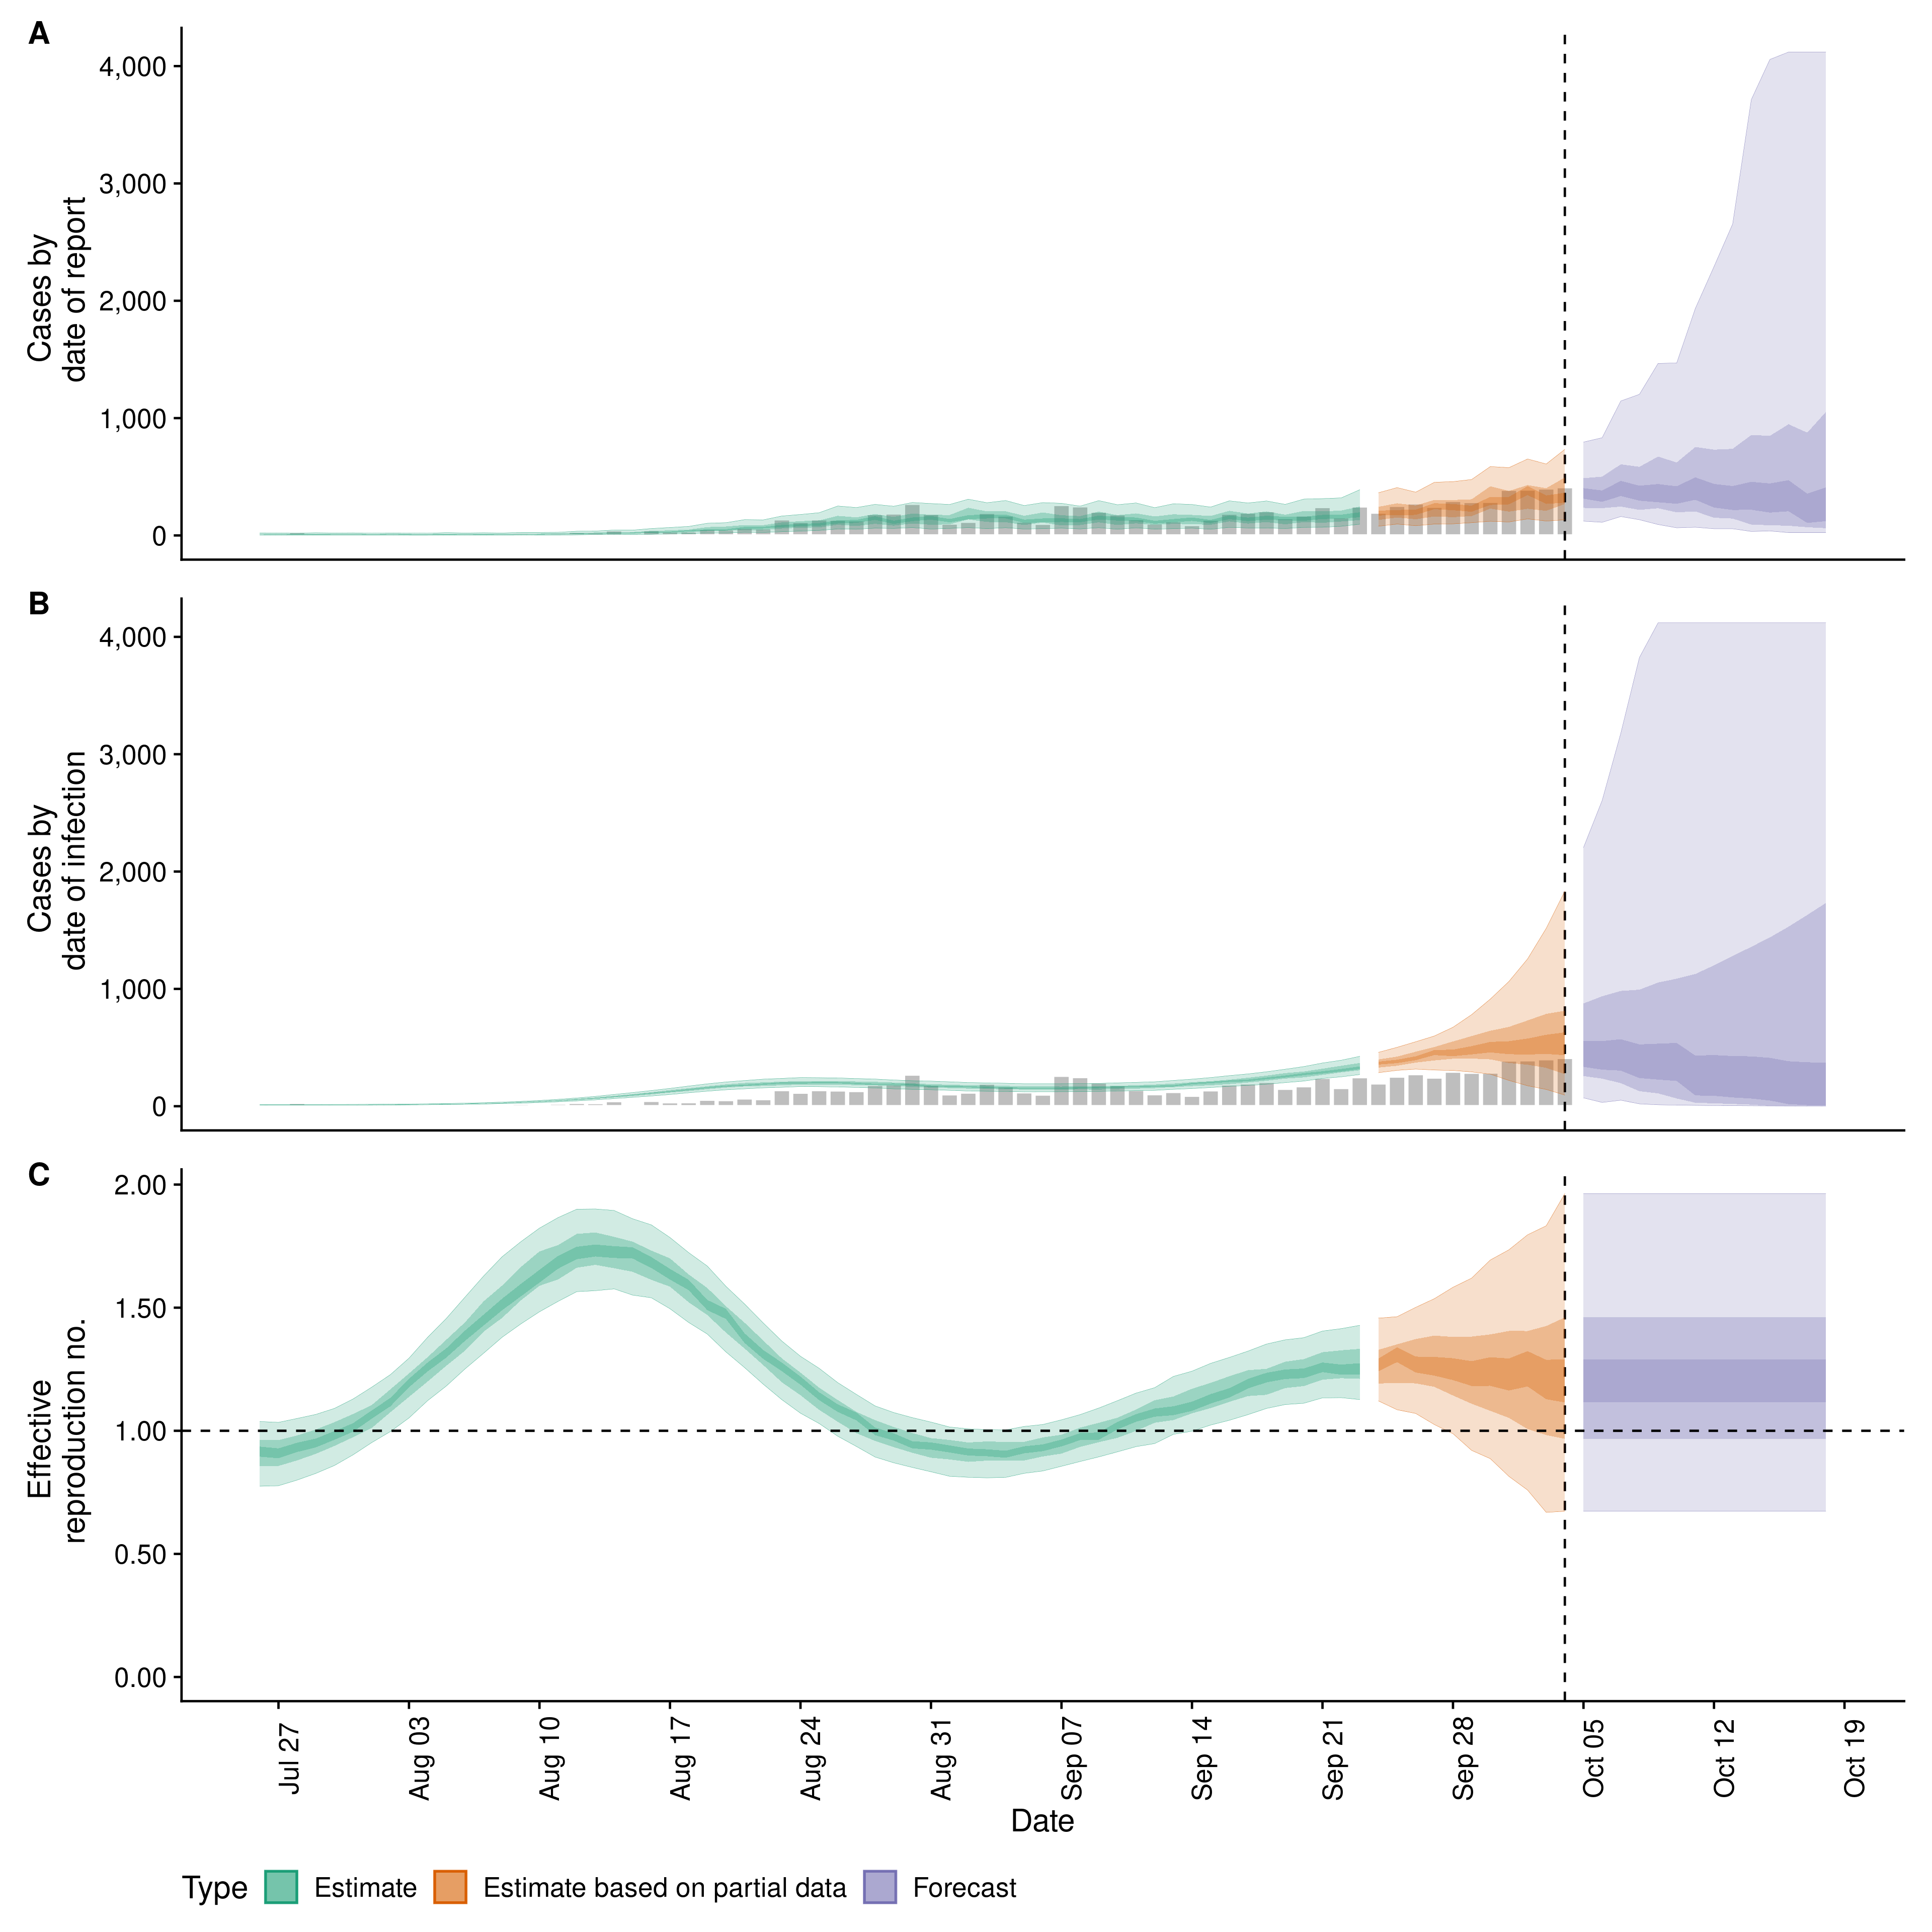 A
4,000
3,000
2,000
1,000
0
Cases by
date of report
B
4,000
3,000
2,000
1,000
0
Cases by
date of infection
C
2.00
1.50
1.00
0.50
0.00
Effective
reproduction no.
Jul 27
Aug 03
Aug 10
Aug 17
Aug 24
Aug 31
Sep 07
Sep 14
Sep 21
Sep 28
Oct 05
Oct 12
Oct 19
Date
Type Estimate Estimate based on partial data Forecast